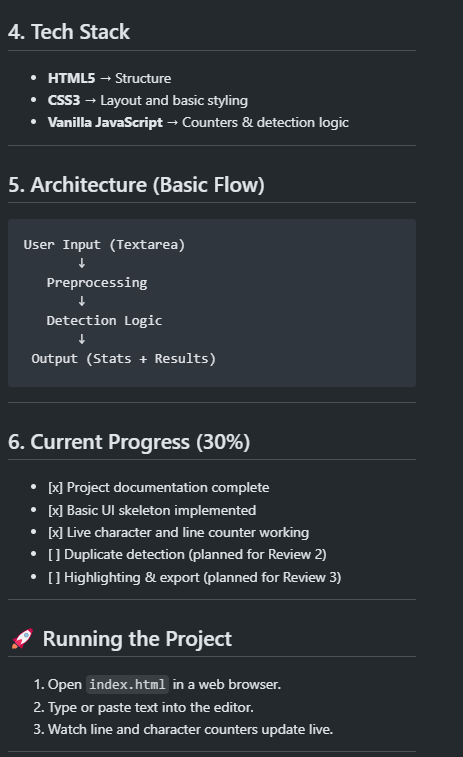 4. Tech Stack
• HTML5 → Structure
• CSS3 → Layout and basic styling
• Vanilla JavaScript → Counters & detection logic
5. Architecture (Basic Flow)
User Input (Textarea)
↓
Preprocessing
↓
Detection Logic
↓
Output (Stats + Results)
6. Current Progress (30%)
• [x] Project documentation complete
• [x] Basic UI skeleton implemented
• [x] Live character and line counter working
• [ ] Duplicate detection (planned for Review 2)
• [ ] Highlighting & export (planned for Review 3)
🚀 Running the Project
1. Open index.html in a web browser.
2. Type or paste text into the editor.
3. Watch line and character counters update live.